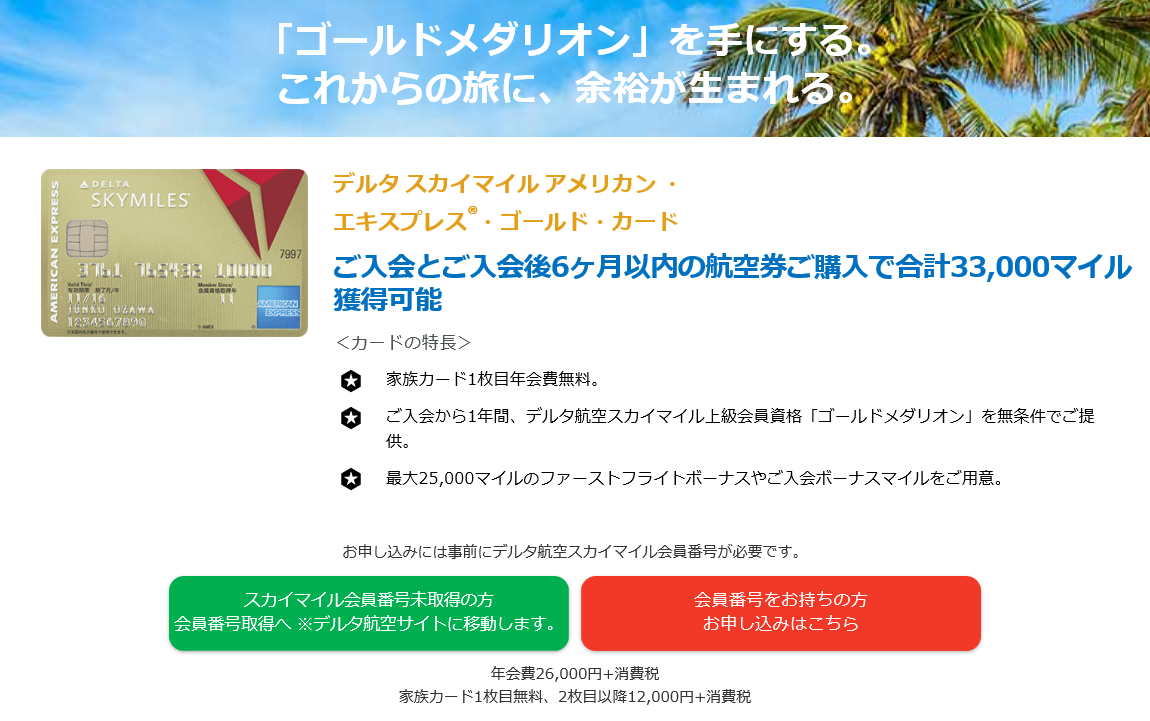 「ゴールドメダリオン」を手にする。
これからの旅に、余裕が生まれる。
AMERICAN EXPRESS
DELTA
SKYMILES
7997
3761 765432 10000
Valid Thru/
有効期限 終了月/年
Member Since/
会員資格取得年
11/16
11
JUNKO OZAWA
1234567890
© AMEX
AMERICAN
EXPRESS
デルタ スカイマイル アメリカン ・
エキスプレス®・ゴールド・カード
ご入会とご入会後6ヶ月以内の航空券ご購入で合計33,000マイル
獲得可能
＜カードの特長＞
家族カード1枚目年会費無料。
ご入会から1年間、デルタ航空スカイマイル上級会員資格「ゴールドメダリオン」を無条件でご提
供。
最大25,000マイルのファーストフライトボーナスやご入会ボーナスマイルをご用意。
お申し込みには事前にデルタ航空スカイマイル会員番号が必要です。
スカイマイル会員番号未取得の方
会員番号取得へ ※デルタ航空サイトに移動します。
会員番号をお持ちの方
お申し込みはこちら
年会費26,000円+消費税
家族カード1枚目無料、2枚目以降12,000円+消費税